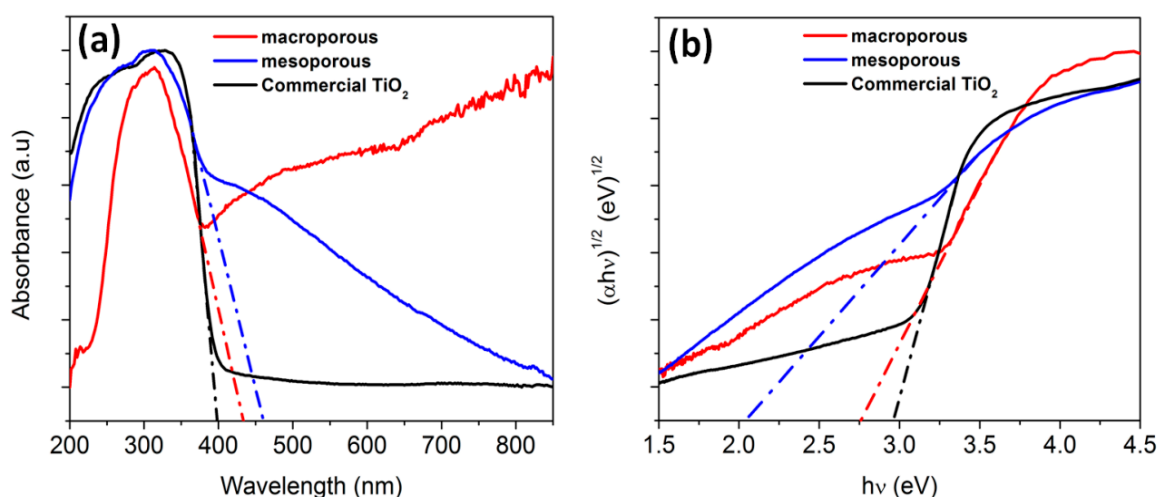 (a)
macroporous
mesoporous
Commercial TiO₂
Absorbance (a.u)
200 300 400 500 600 700 800
Wavelength (nm)
(b)
macroporous
mesoporous
Commercial TiO₂
(αhν)^1/2 (eV)^1/2
1.5 2.0 2.5 3.0 3.5 4.0 4.5
hν (eV)